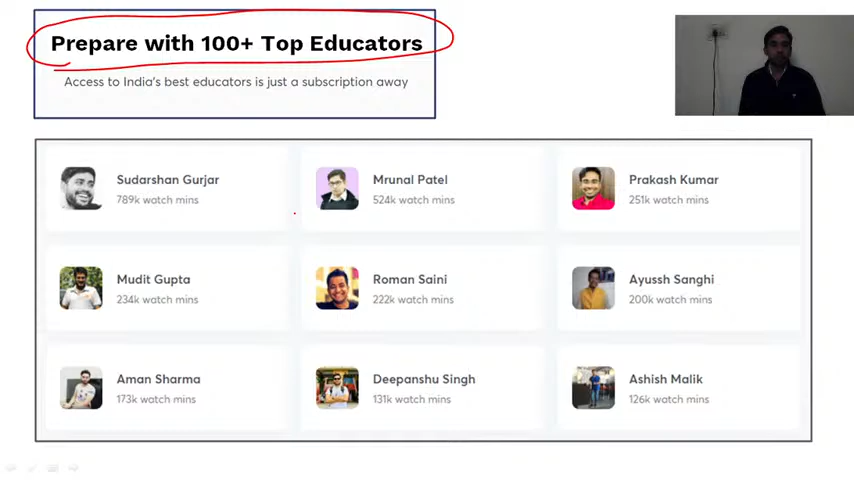 Prepare with 100+ Top Educators
Access to India's best educators is just a subscription away
Sudarshan Gurjar
789k watch mins
Mrunal Patel
524k watch mins
Prakash Kumar
251k watch mins
Mudit Gupta
234k watch mins
Roman Saini
222k watch mins
Ayussh Sanghi
200k watch mins
Aman Sharma
173k watch mins
Deepanshu Singh
131k watch mins
Ashish Malik
126k watch mins